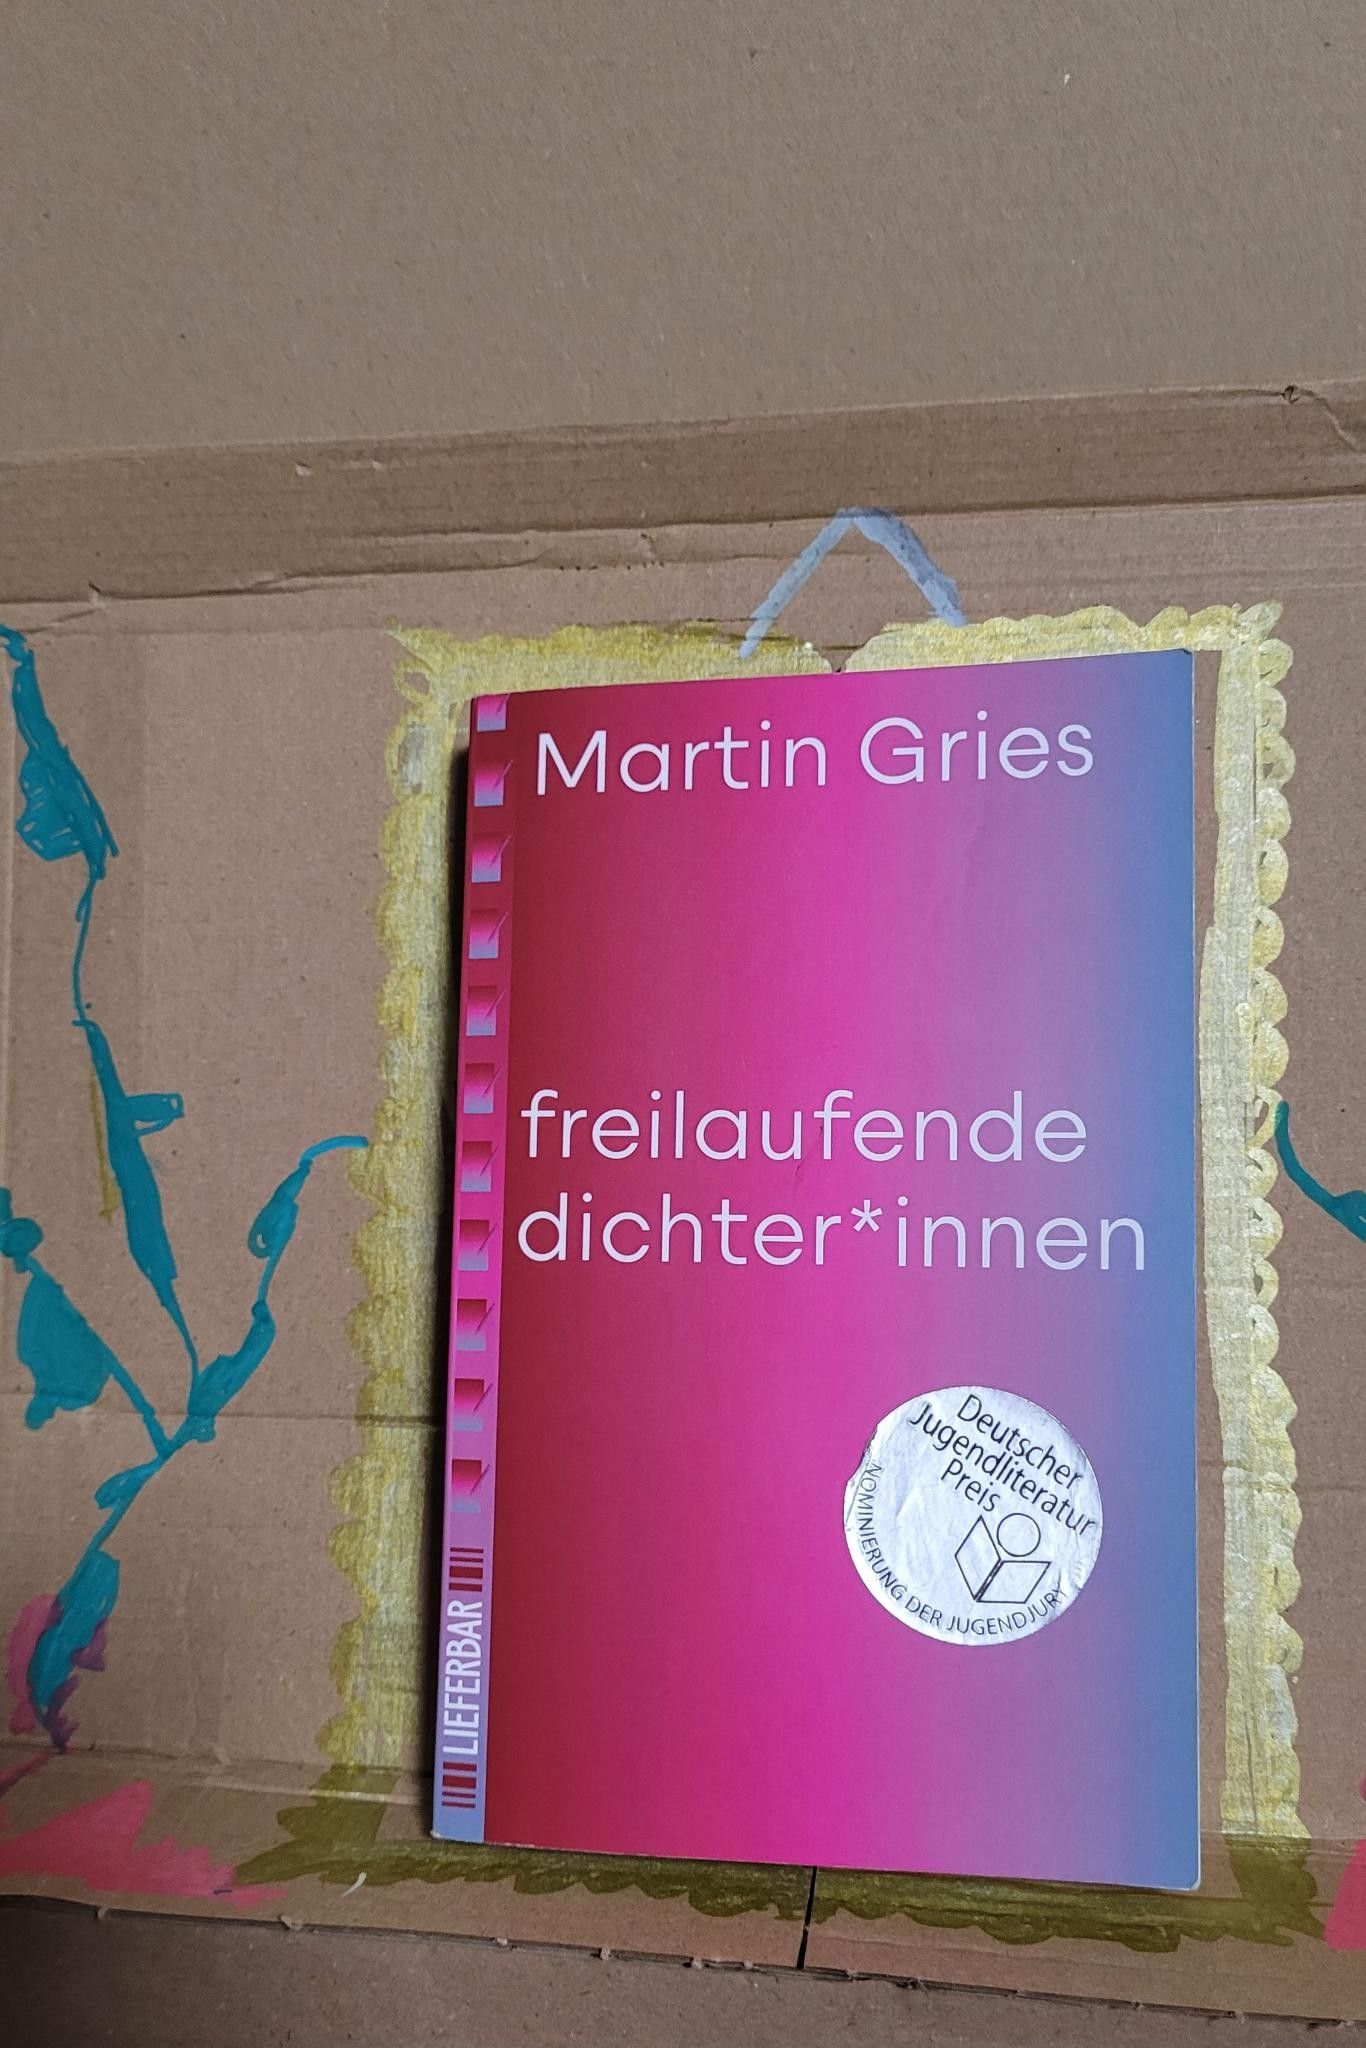 Martin Gries
freilaufende
dichter*innen
Deutscher
Jugendliteratur
Preis
NOMINIERUNG DER JUGENDJURY
LIEFERBAR